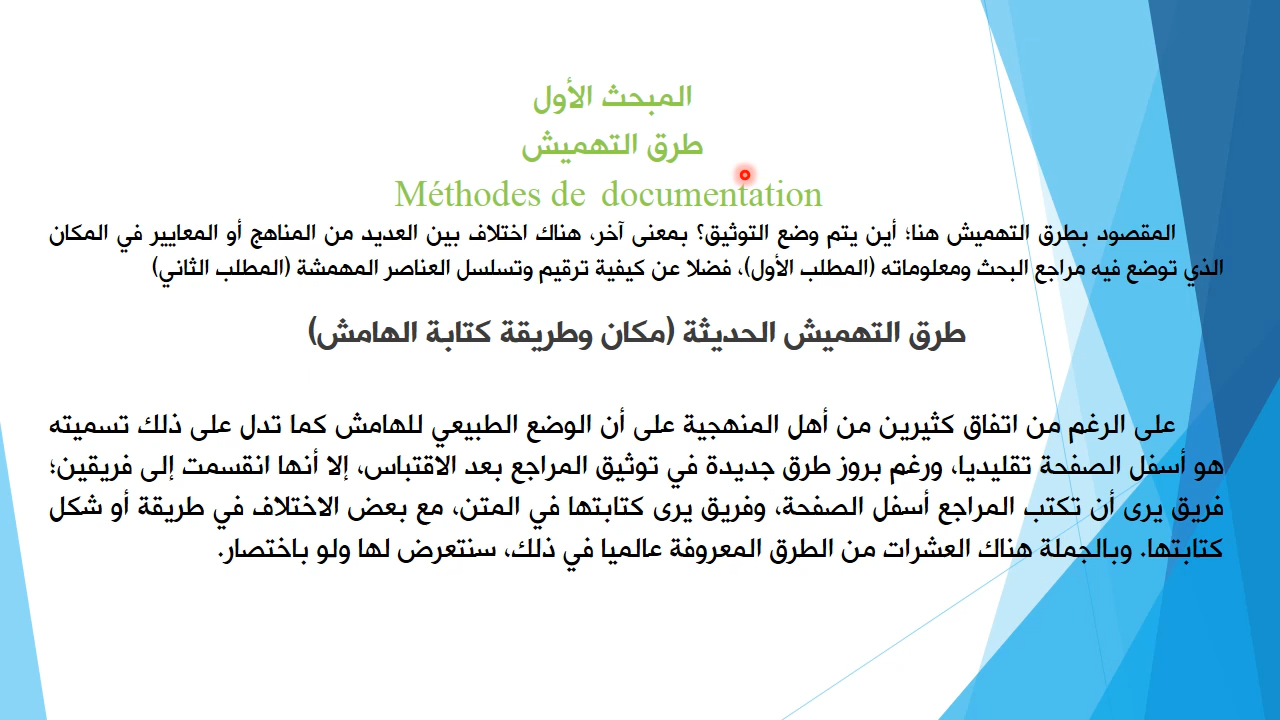 المبحث الأول
طرق التهميش
Méthodes de documentation
المقصود بطرق التهميش هنا؛ أين يتم وضع التوثيق؟ بمعنى آخر، هناك اختلاف بين العديد من المناهج أو المعايير في المكان
الذي توضع فيه مراجع البحث ومعلوماته (المطلب الأول)، فضلا عن كيفية ترقيم وتسلسل العناصر المهمشة (المطلب الثاني)
طرق التهميش الحديثة (مكان وطريقة كتابة الهامش)
على الرغم من اتفاق كثيرين من أهل المنهجية على أن الوضع الطبيعي للهامش كما تدل على ذلك تسميته
هو أسفل الصفحة تقليديا، ورغم بروز طرق جديدة في توثيق المراجع بعد الاقتباس، إلا أنها انقسمت إلى فريقين؛
فريق يرى أن تكتب المراجع أسفل الصفحة، وفريق يرى كتابتها في المتن، مع بعض الاختلاف في طريقة أو شكل
كتابتها. وبالجملة هناك العشرات من الطرق المعروفة عالميا في ذلك، سنتعرض لها ولو باختصار.